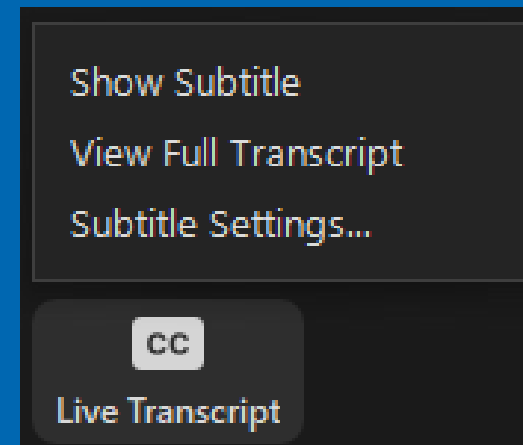 Show Subtitle
View Full Transcript
Subtitle Settings...
CC
Live Transcript